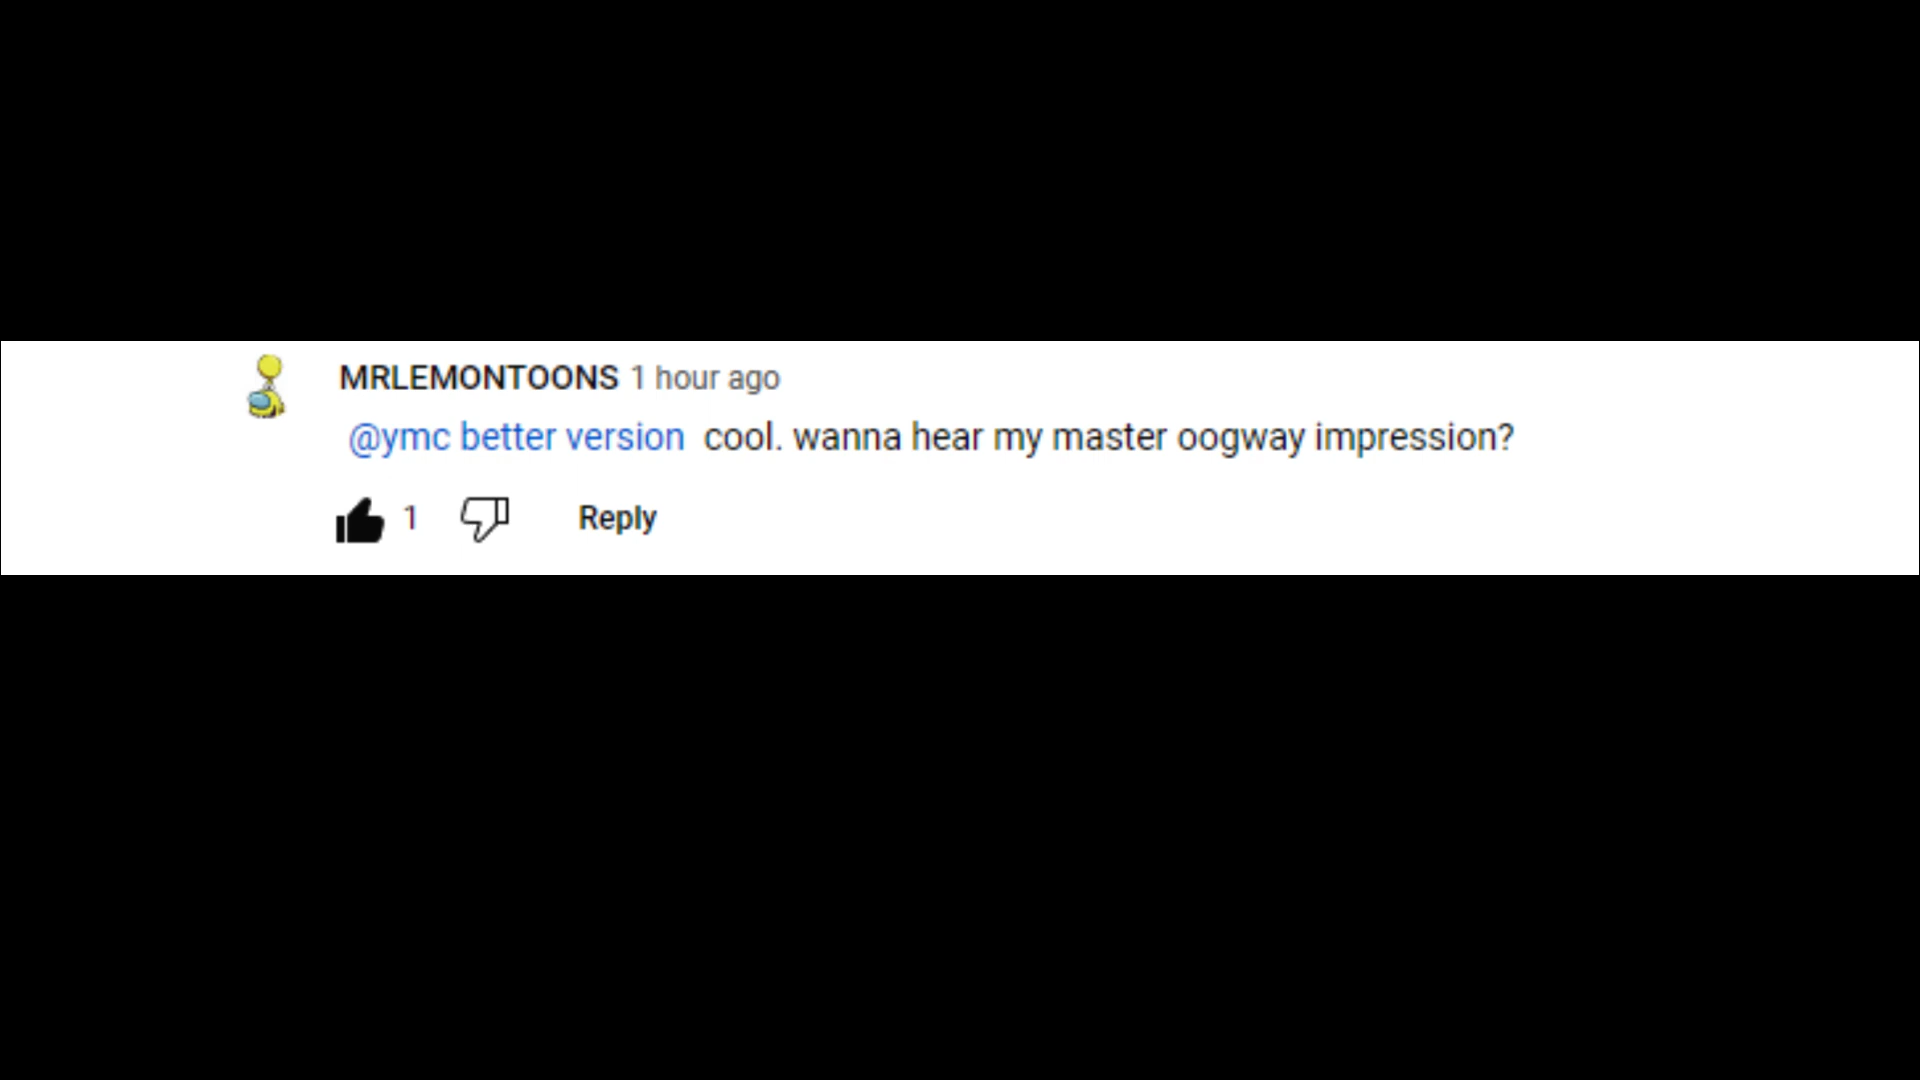 MRLEMONTOONS 1 hour ago
@ymc better version cool. wanna hear my master oogway impression?
1 Reply